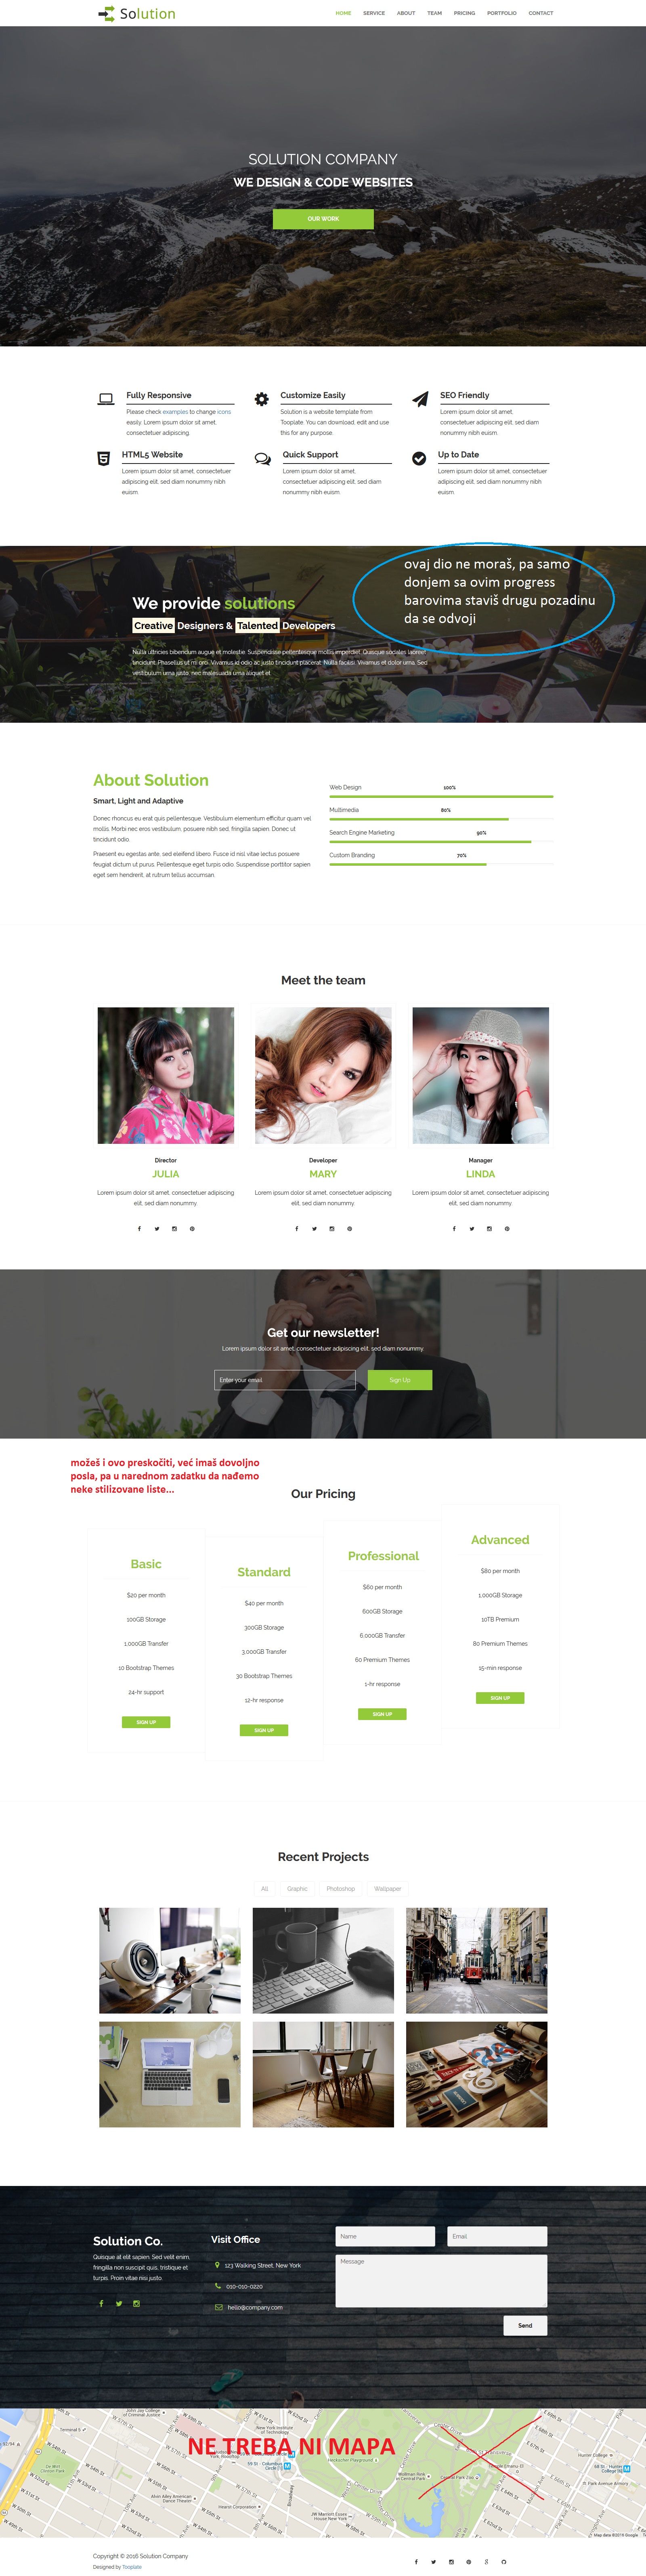 Solution
HOME SERVICE ABOUT TEAM PRICING PORTFOLIO CONTACT
SOLUTION COMPANY
WE DESIGN & CODE WEBSITES
OUR WORK
Fully Responsive
Please check examples to change icons
easily. Lorem ipsum dolor sit amet,
consectetuer adipiscing.
Customize Easily
Solution is a website template from
Tooplate. You can download, edit and use
this for any purpose.
SEO Friendly
Lorem ipsum dolor sit amet,
consectetuer adipiscing elit, sed diam
nonummy nibh euism.
HTML5 Website
Lorem ipsum dolor sit amet, consectetuer
adipiscing elit, sed diam nonummy nibh
euism.
Quick Support
Lorem ipsum dolor sit amet,
consectetuer adipiscing elit, sed diam
nonummy nibh euism.
Up to Date
Lorem ipsum dolor sit amet, consectetuer
adipiscing elit, sed diam nonummy nibh
euism.
ovaj dio ne moraš, pa samo
donjem sa ovim progress
barovima staviš drugu pozadinu
da se odvoji
We provide solutions
Creative Designers & Talented Developers
Nulla ultricies bibendum augue et molestie. Suspendisse pellentesque mollis imperdiet. Quisque sodales laoreet
tincidunt. Phasellus ut mi orci. Vivamus id odio ac justo tincidunt placerat. Nulla facilisi. Vivamus et dolor urna. Sed
vestibulum urna justo, nec malesuada urna aliquet et.
About Solution
Smart, Light and Adaptive
Donec rhoncus eu erat quis pellentesque. Vestibulum elementum efficitur quam vel
mollis. Morbi nec eros vestibulum, posuere nibh sed, fringilla sapien. Donec ut
tincidunt odio.
Praesent eu egestas ante, sed eleifend libero. Fusce id nisl vitae lectus posuere
feugiat dictum ut purus. Pellentesque eget turpis odio. Suspendisse porttitor sapien
eget sem hendrerit, at rutrum tellus accumsan.
Web Design 100%
Multimedia 80%
Search Engine Marketing 90%
Custom Branding 70%
Meet the team
Director
JULIA
Lorem ipsum dolor sit amet, consectetuer adipiscing
elit, sed diam nonummy.
Developer
MARY
Lorem ipsum dolor sit amet, consectetuer adipiscing
elit, sed diam nonummy.
Manager
LINDA
Lorem ipsum dolor sit amet, consectetuer adipiscing
elit, sed diam nonummy.
Get our newsletter!
Lorem ipsum dolor sit amet, consectetuer adipiscing elit, sed diam nonummy.
Enter your email
Sign Up
možeš i ovo preskočiti, već imaš dovoljno
posla, pa u narednom zadatku da nađemo
neke stilizovane liste...
Our Pricing
Basic
$20 per month
100GB Storage
1,000GB Transfer
10 Bootstrap Themes
24-hr support
SIGN UP
Standard
$40 per month
300GB Storage
3,000GB Transfer
30 Bootstrap Themes
12-hr response
SIGN UP
Professional
$60 per month
600GB Storage
6,000GB Transfer
60 Premium Themes
1-hr response
SIGN UP
Advanced
$80 per month
1,000GB Storage
10TB Premium
80 Premium Themes
15-min response
SIGN UP
Recent Projects
All Graphic Photoshop Wallpaper
Solution Co.
Quisque at elit sapien. Sed velit enim,
fringilla non suscipit quis, tristique et
turpis. Proin vitae nisi justo.
Visit Office
123 Walking Street, New York
010-010-0220
hello@company.com
Name
Email
Message
Send
NE TREBA NI MAPA
Map data ©2016 Google
Copyright © 2016 Solution Company
Designed by Tooplate